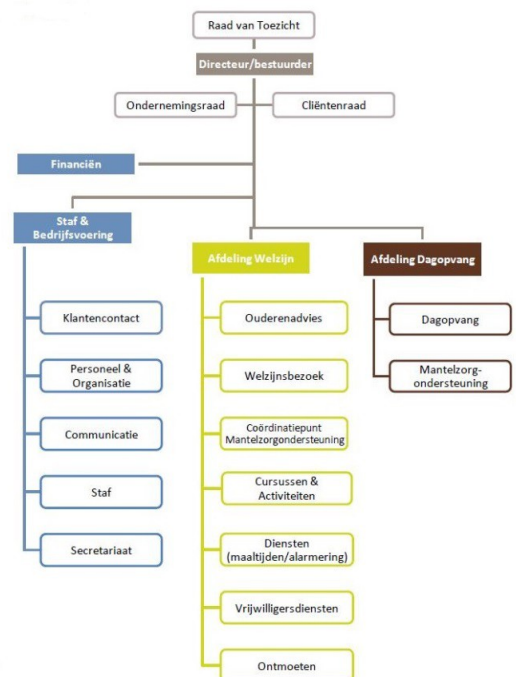 Raad van Toezicht
Directeur/bestuurder
Ondernemingsraad
Cliëntenraad
Financiën
Staf &
Bedrijfsvoering
Afdeling Welzijn
Afdeling Dagopvang
Klantencontact
Personeel &
Organisatie
Communicatie
Staf
Secretariaat
Ouderenadvies
Welzijnsbezoek
Coördinatiepunt
Mantelzorgondersteuning
Cursussen &
Activiteiten
Diensten
(maaltijden/alarmering)
Vrijwilligersdiensten
Ontmoeten
Dagopvang
Mantelzorg-
ondersteuning